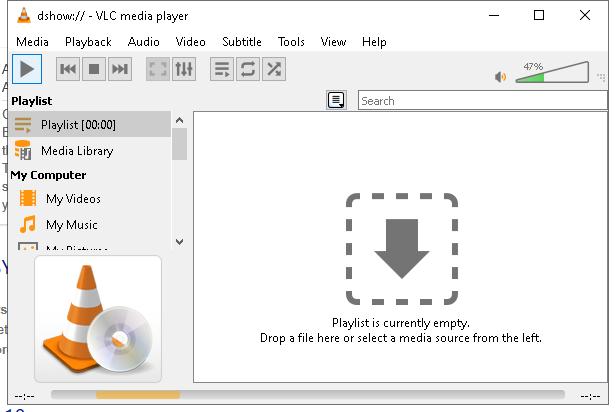 dshow:// - VLC media player
Media Playback Audio Video Subtitle Tools View Help
47%
Playlist
Search
Playlist [00:00]
Media Library
My Computer
My Videos
My Music
My Pictures
Playlist is currently empty.
Drop a file here or select a media source from the left.
--:-- --:--